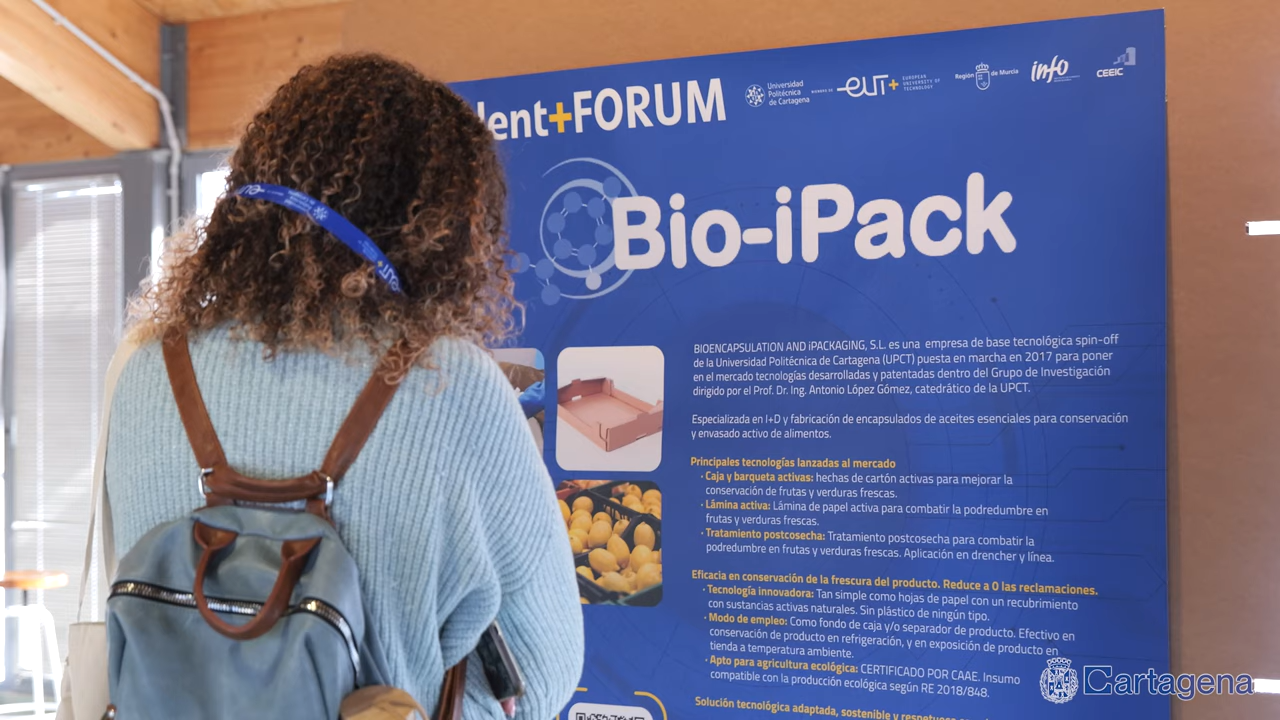 lent+FORUM
Universidad
Politécnica
de Cartagena
EUT+
EUROPEAN
UNIVERSITY OF
TECHNOLOGY
Región de Murcia
info
CEEIC
Bio-iPack
BIOENCAPSULATION AND iPACKAGING, S.L. es una empresa de base tecnológica spin-off
de la Universidad Politécnica de Cartagena (UPCT) puesta en marcha en 2017 para poner
en el mercado tecnologías desarrolladas y patentadas dentro del Grupo de Investigación
dirigido por el Prof. Dr. Ing. Antonio López Gómez, catedrático de la UPCT.
Especializada en I+D y fabricación de encapsulados de aceites esenciales para conservación
y envasado activo de alimentos.
Principales tecnologías lanzadas al mercado
· Caja y barqueta activas: hechas de cartón activas para mejorar la
conservación de frutas y verduras frescas.
· Lámina activa: Lámina de papel activa para combatir la podredumbre en
frutas y verduras frescas.
· Tratamiento postcosecha: Tratamiento postcosecha para combatir la
podredumbre en frutas y verduras frescas. Aplicación en drencher y línea.
Eficacia en conservación de la frescura del producto. Reduce a 0 las reclamaciones.
· Tecnología innovadora: Tan simple como hojas de papel con un recubrimiento
con sustancias activas naturales. Sin plástico de ningún tipo.
· Modo de empleo: Como fondo de caja y/o separador de producto. Efectivo en
conservación de producto en refrigeración, y en exposición de producto en
tienda a temperatura ambiente.
· Apto para agricultura ecológica: CERTIFICADO POR CAAE. Insumo
compatible con la producción ecológica según RE 2018/848.
Solución tecnológica adaptada, sostenible y respetuosa
Cartagena